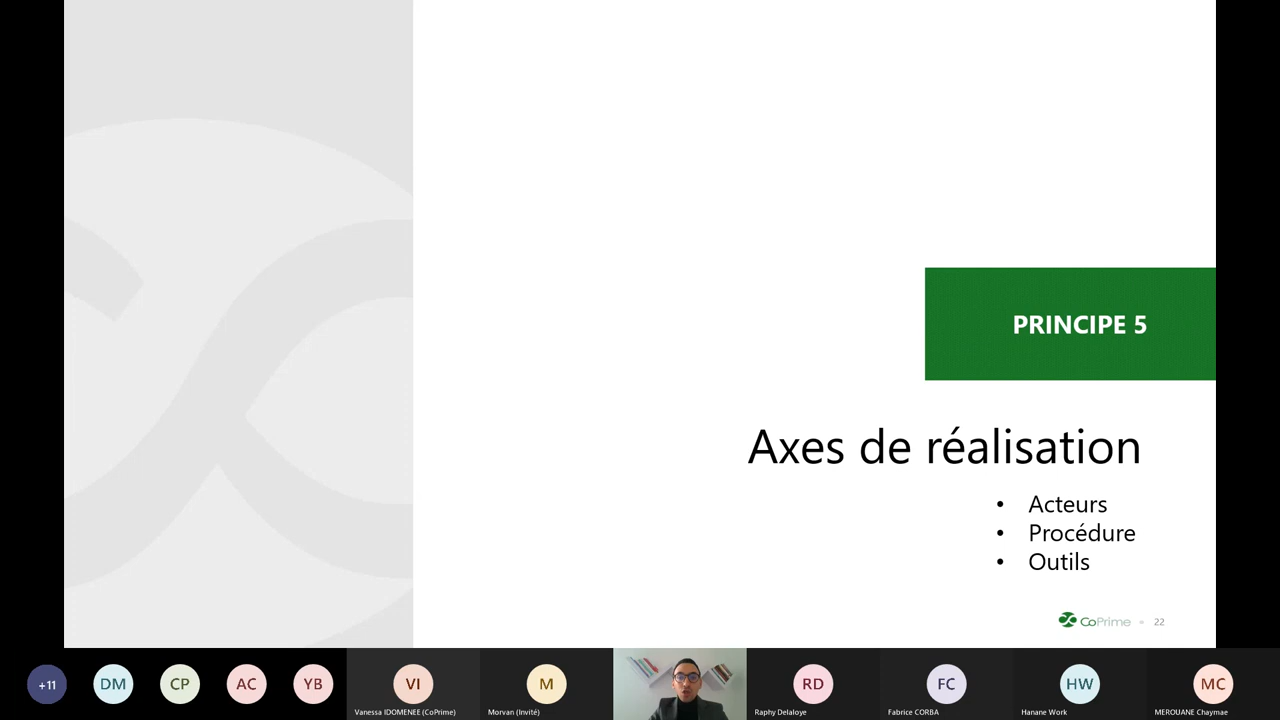 PRINCIPE 5
Axes de réalisation
• Acteurs
• Procédure
• Outils
CoPrime
22
+11
DM
CP
AC
YB
VI
Vanessa IDOMENEE (CoPrime)
M
Morvan (Invité)
RD
Raphy Delaloye
FC
Fabrice CORBA
HW
Hanane Work
MC
MEROUANE Chaymae